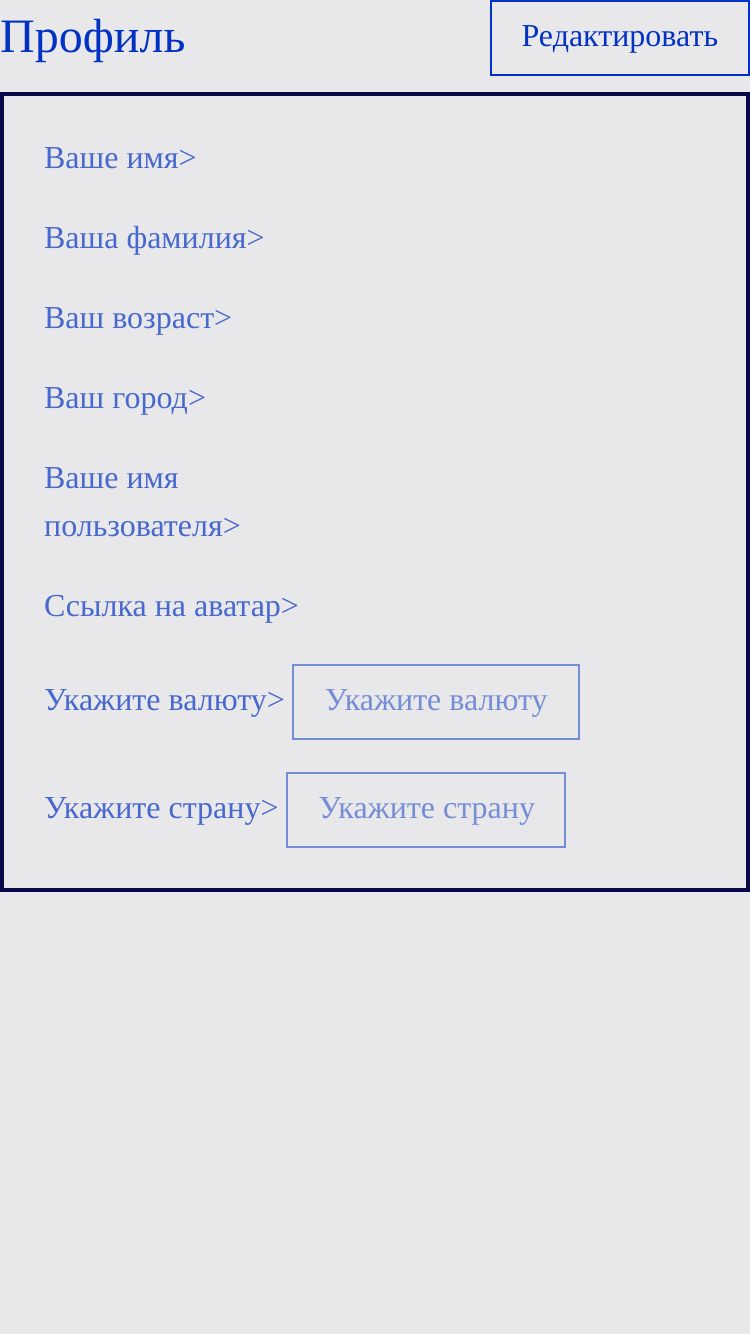 Профиль
Редактировать
Ваше имя>
Ваша фамилия>
Ваш возраст>
Ваш город>
Ваше имя
пользователя>
Ссылка на аватар>
Укажите валюту> Укажите валюту
Укажите страну> Укажите страну